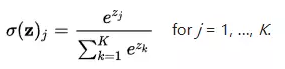 σ(z)_j = e^{z_j} / ∑_{k=1}^{K} e^{z_k} for j = 1, ..., K.